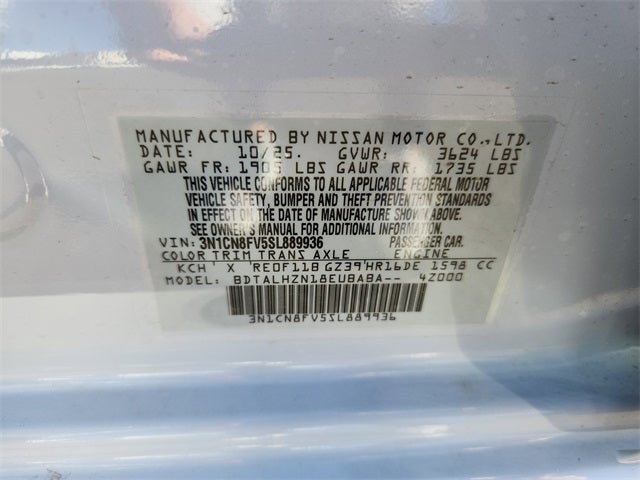 MANUFACTURED BY NISSAN MOTOR CO.,LTD.
DATE: 10/25. GVWR: 3624 LBS
GAWR FR: 1905 LBS GAWR RR: 1735 LBS
THIS VEHICLE CONFORMS TO ALL APPLICABLE FEDERAL MOTOR
VEHICLE SAFETY, BUMPER AND THEFT PREVENTION STANDARDS
IN EFFECT ON THE DATE OF MANUFACTURE SHOWN ABOVE.
SEE OWNER'S MANUAL FOR ADDITIONAL INFORMATION.
VIN: 3N1CN8FV5SL889936 PASSENGER CAR.
COLOR TRIM TRANS AXLE ENGINE
KCH X RE0F11B GZ39 HR16DE 1598 CC
MODEL: BDTALHZN18EUBABA-- 4Z000
3N1CN8FV5SL889936